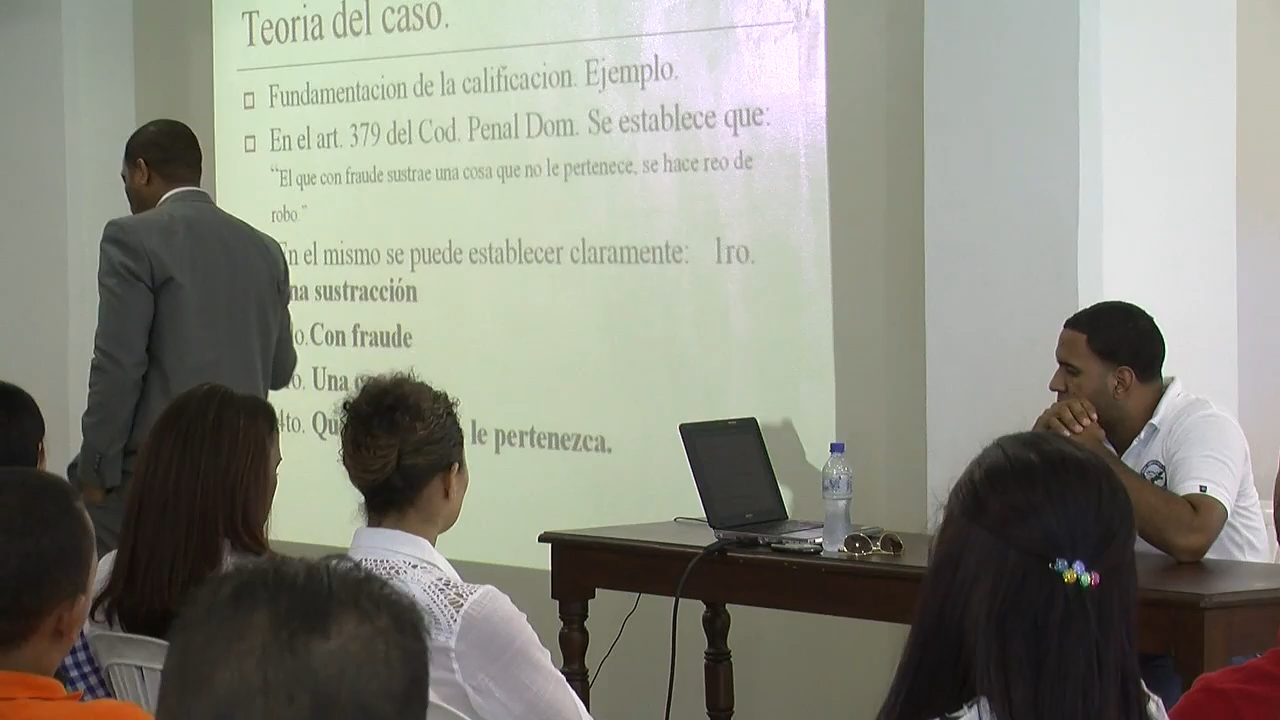 Teoria del caso.
Fundamentacion de la calificacion. Ejemplo.
En el art. 379 del Cod. Penal Dom. Se establece que:
"El que con fraude sustrae una cosa que no le pertenece, se hace reo de
robo."
En el mismo se puede establecer claramente: 1ro.
sustracción
Con fraude
Una
4to. le pertenezca.